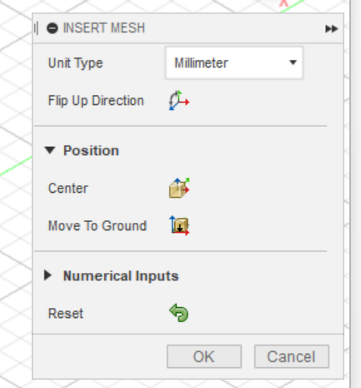 INSERT MESH
Unit Type Millimeter
Flip Up Direction
Position
Center
Move To Ground
Numerical Inputs
Reset
OK Cancel